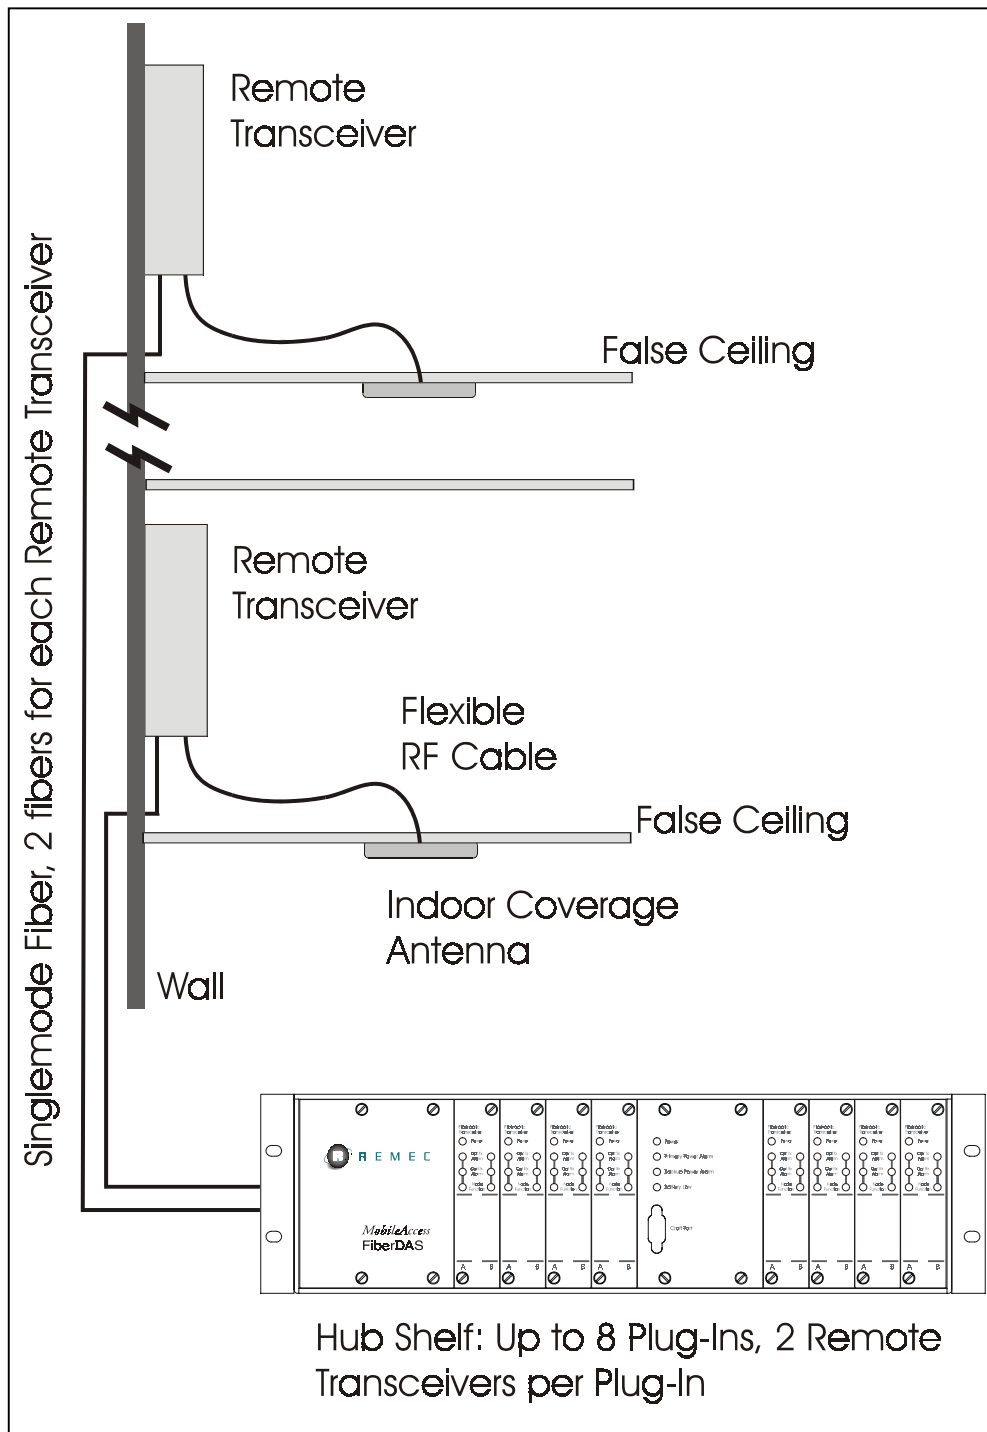 Remote
Transceiver
False Ceiling
Singlemode Fiber, 2 fibers for each Remote Transceiver
Remote
Transceiver
Flexible
RF Cable
False Ceiling
Indoor Coverage
Antenna
Wall
REMEC
MobileAccess
FiberDAS
A B A B A B A B
A B A B A B A B
Hub Shelf: Up to 8 Plug-Ins, 2 Remote
Transceivers per Plug-In